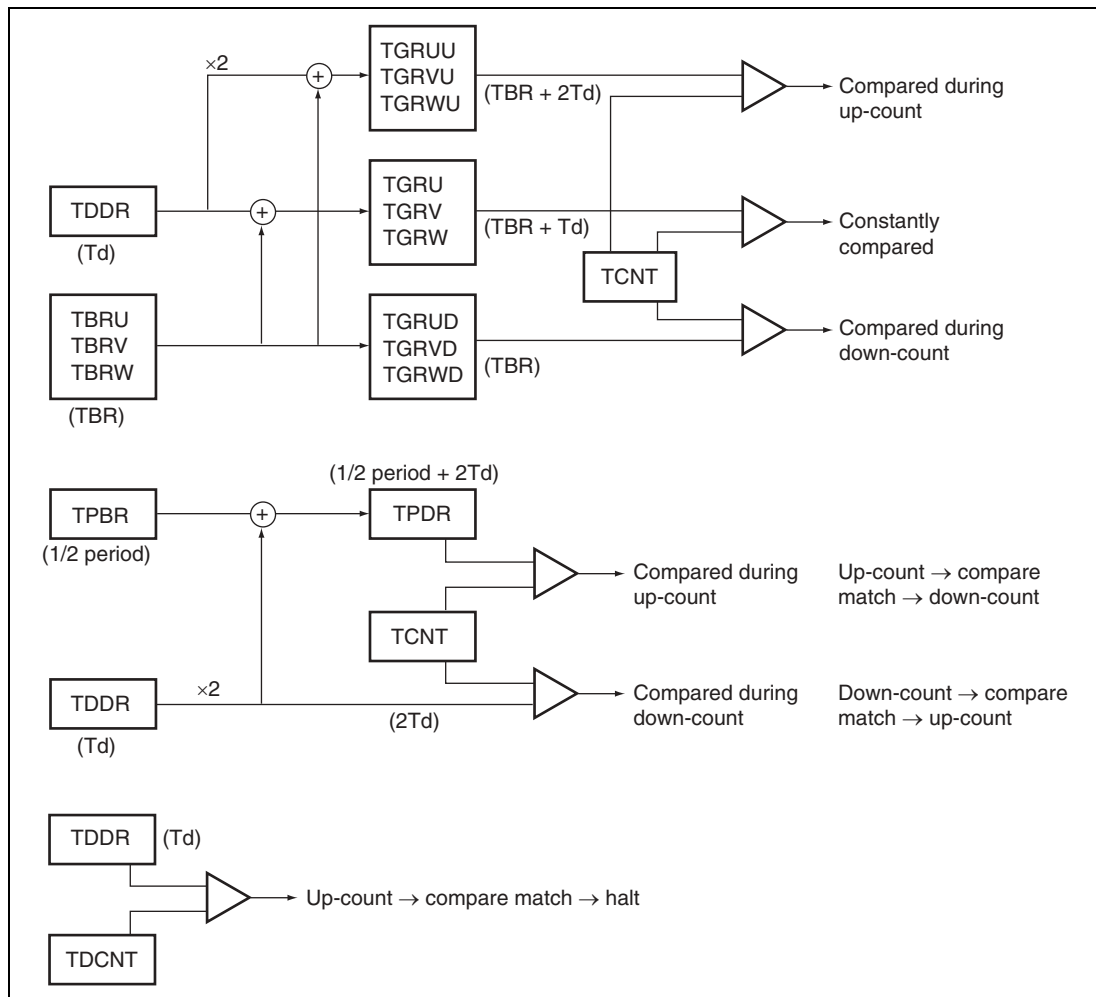 ×2
+
TGRUU
TGRVU
TGRWU
(TBR + 2Td)
Compared during
up-count
TDDR
(Td)
+
TGRU
TGRV
TGRW
(TBR + Td)
TCNT
Constantly
compared
TBRU
TBRV
TBRW
(TBR)
TGRUD
TGRVD
TGRWD
(TBR)
Compared during
down-count
(1/2 period + 2Td)
TPBR
(1/2 period)
+
TPDR
Compared during
up-count
Up-count → compare
match → down-count
TCNT
TDDR
(Td)
×2
(2Td)
Compared during
down-count
Down-count → compare
match → up-count
TDDR
(Td)
Up-count → compare match → halt
TDCNT